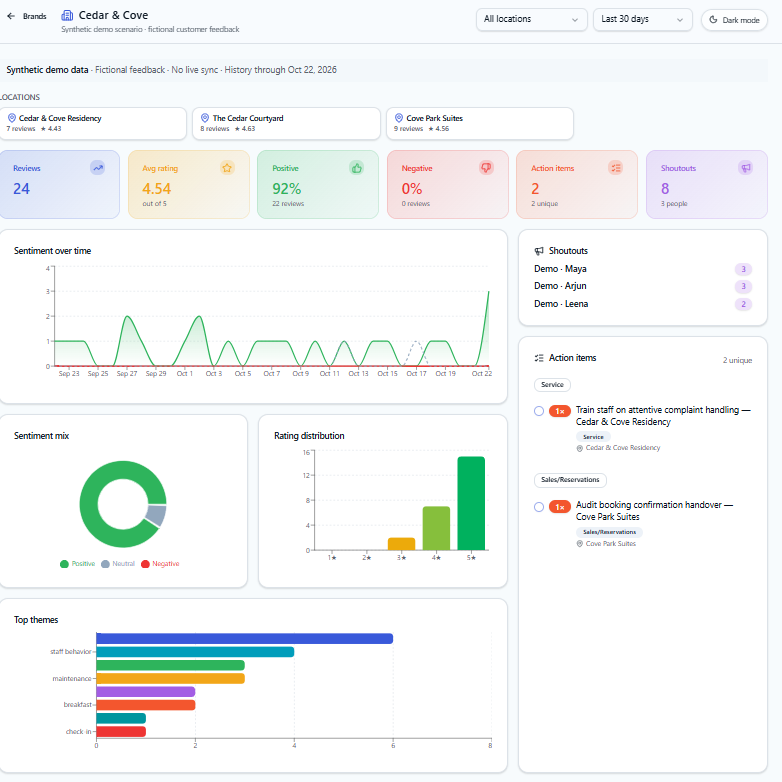 ← Brands
Cedar & Cove
Synthetic demo scenario · fictional customer feedback
All locations
Last 30 days
Dark mode
Synthetic demo data · Fictional feedback · No live sync · History through Oct 22, 2026
LOCATIONS
Cedar & Cove Residency
7 reviews ★ 4.43
The Cedar Courtyard
8 reviews ★ 4.63
Cove Park Suites
9 reviews ★ 4.56
Reviews
24
Avg rating
4.54
out of 5
Positive
92%
22 reviews
Negative
0%
0 reviews
Action items
2
2 unique
Shoutouts
8
3 people
Sentiment over time
4
3
2
1
0
Sep 23 Sep 25 Sep 27 Sep 29 Oct 1 Oct 3 Oct 5 Oct 7 Oct 9 Oct 11 Oct 13 Oct 15 Oct 17 Oct 19 Oct 22
Shoutouts
Demo · Maya 3
Demo · Arjun 3
Demo · Leena 2
Action items
2 unique
Service
1× Train staff on attentive complaint handling —
Cedar & Cove Residency
Service
Cedar & Cove Residency
Sales/Reservations
1× Audit booking confirmation handover —
Cove Park Suites
Sales/Reservations
Cove Park Suites
Sentiment mix
Positive Neutral Negative
Rating distribution
16
12
8
4
0
1★ 2★ 3★ 4★ 5★
Top themes
staff behavior
maintenance
breakfast
check in
0 2 4 6 8